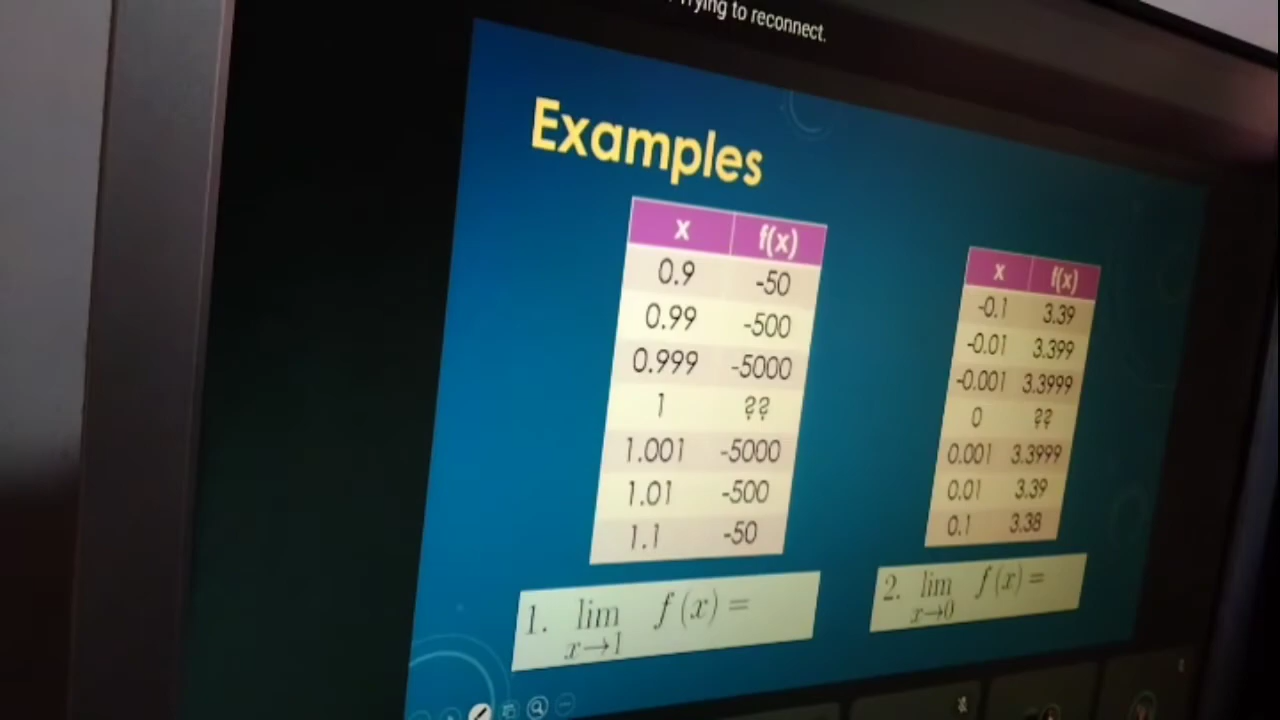 Trying to reconnect.
Examples
x f(x)
0.9 -50
0.99 -500
0.999 -5000
1 ??
1.001 -5000
1.01 -500
1.1 -50
x f(x)
-0.1 3.39
-0.01 3.399
-0.001 3.3999
0 ??
0.001 3.3999
0.01 3.39
0.1 3.38
1. lim f(x) =
x→1
2. lim f(x) =
x→0